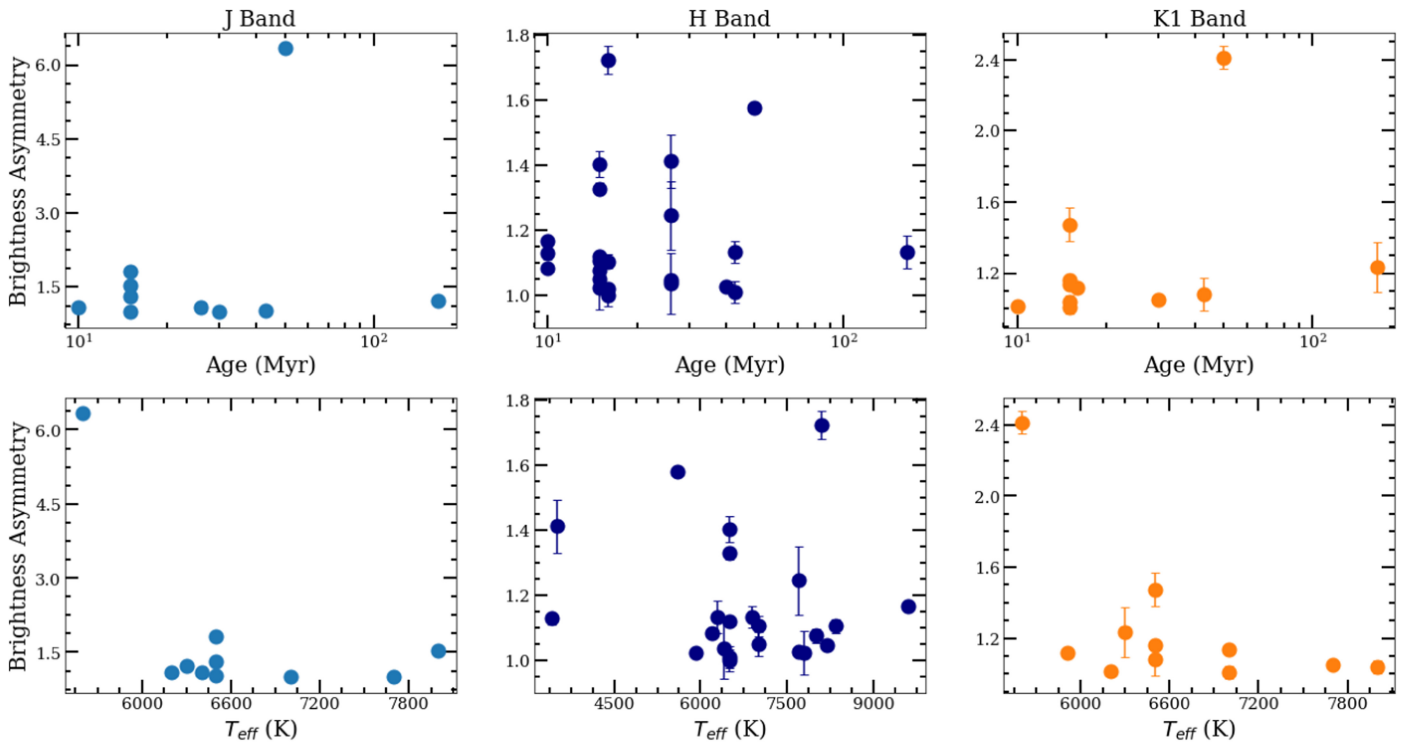 J Band
H Band
K1 Band
Brightness Asymmetry
6.0
4.5
3.0
1.5
10¹
10²
Age (Myr)
1.8
1.6
1.4
1.2
1.0
10¹
10²
Age (Myr)
2.4
2.0
1.6
1.2
10¹
10²
Age (Myr)
Brightness Asymmetry
6.0
4.5
3.0
1.5
6000 6600 7200 7800
T_eff (K)
1.8
1.6
1.4
1.2
1.0
4500 6000 7500 9000
T_eff (K)
2.4
2.0
1.6
1.2
6000 6600 7200 7800
T_eff (K)